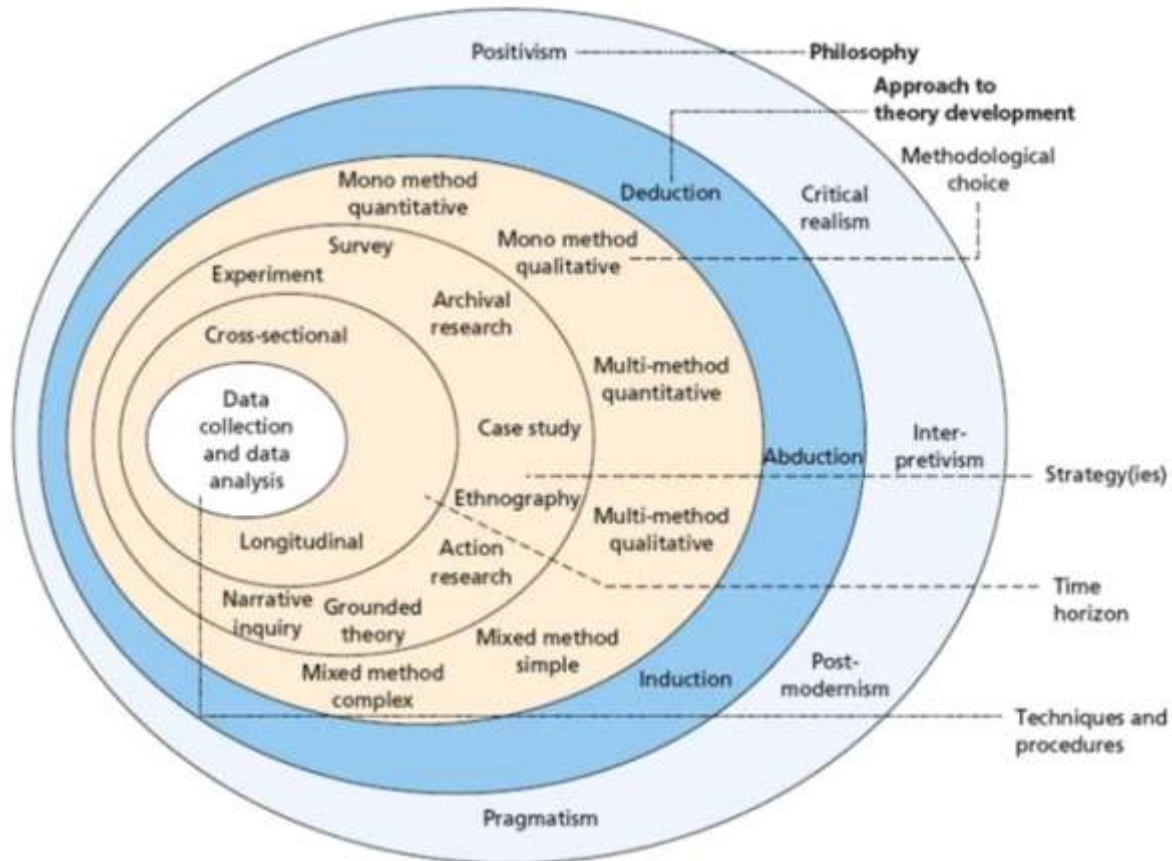 Positivism
Philosophy
Approach to
theory development
Methodological
choice
Mono method
quantitative
Deduction
Critical
realism
Survey
Mono method
qualitative
Experiment
Archival
research
Cross-sectional
Multi-method
quantitative
Data
collection
and data
analysis
Case study
Abduction
Inter-
pretivism
Strategy(ies)
Ethnography
Multi-method
qualitative
Longitudinal
Action
research
Time
horizon
Narrative
inquiry
Grounded
theory
Mixed method
simple
Mixed method
complex
Induction
Post-
modernism
Techniques and
procedures
Pragmatism